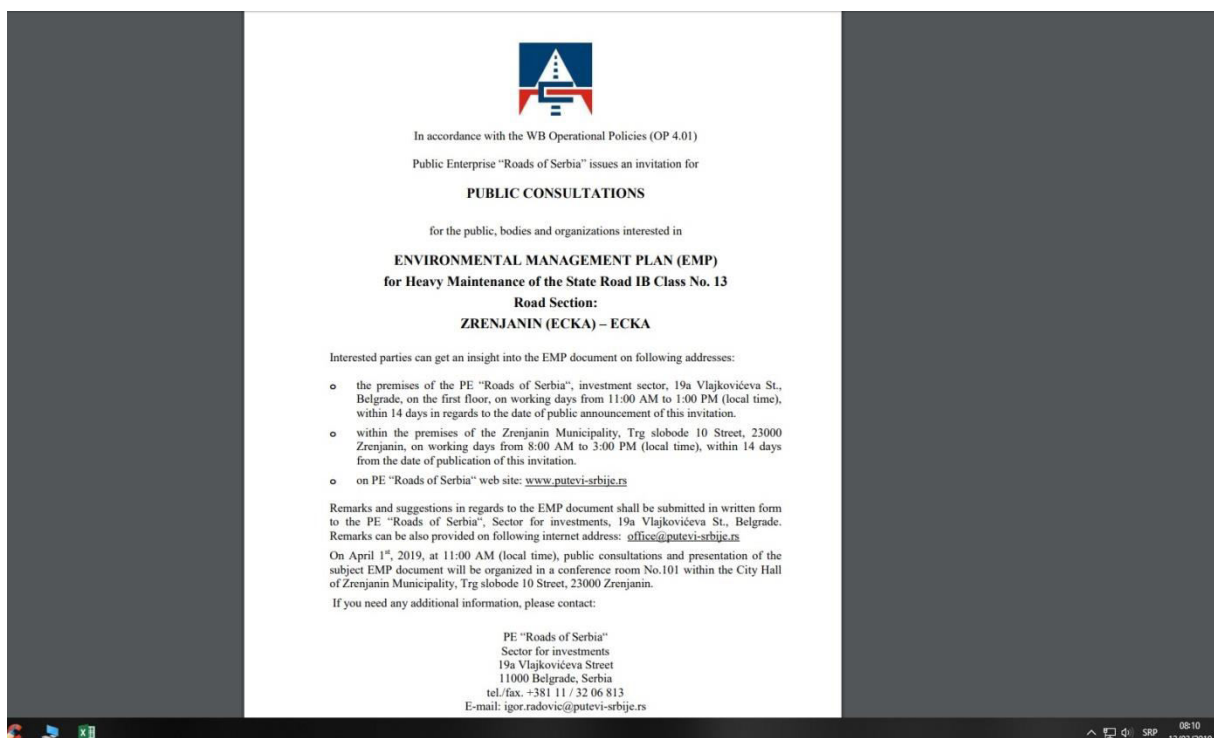 In accordance with the WB Operational Policies (OP 4.01)
Public Enterprise “Roads of Serbia” issues an invitation for
PUBLIC CONSULTATIONS
for the public, bodies and organizations interested in
ENVIRONMENTAL MANAGEMENT PLAN (EMP)
for Heavy Maintenance of the State Road IB Class No. 13
Road Section:
ZRENJANIN (ECKA) – ECKA
Interested parties can get an insight into the EMP document on following addresses:
o the premises of the PE “Roads of Serbia“, investment sector, 19a Vlajkovićeva St.,
Belgrade, on the first floor, on working days from 11:00 AM to 1:00 PM (local time),
within 14 days in regards to the date of public announcement of this invitation.
o within the premises of the Zrenjanin Municipality, Trg slobode 10 Street, 23000
Zrenjanin, on working days from 8:00 AM to 3:00 PM (local time), within 14 days
from the date of publication of this invitation.
o on PE “Roads of Serbia“ web site: www.putevi-srbije.rs
Remarks and suggestions in regards to the EMP document shall be submitted in written form
to the PE “Roads of Serbia“, Sector for investments, 19a Vlajkovićeva St., Belgrade.
Remarks can be also provided on following internet address: office@putevi-srbije.rs
On April 1st, 2019, at 11:00 AM (local time), public consultations and presentation of the
subject EMP document will be organized in a conference room No.101 within the City Hall
of Zrenjanin Municipality, Trg slobode 10 Street, 23000 Zrenjanin.
If you need any additional information, please contact:
PE “Roads of Serbia“
Sector for investments
19a Vlajkovićeva Street
11000 Belgrade, Serbia
tel./fax. +381 11 / 32 06 813
E-mail: igor.radovic@putevi-srbije.rs
SRP
08:10